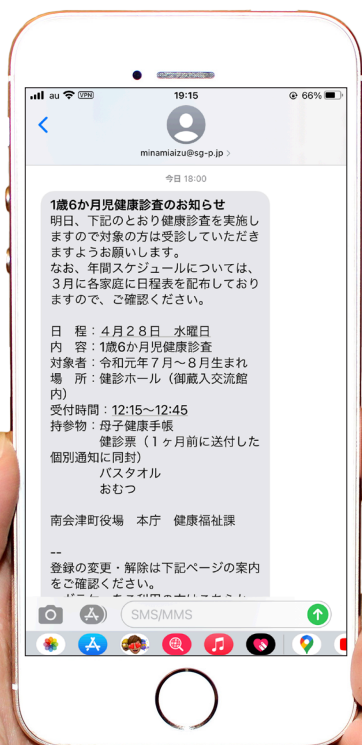 au VPN 19:15 66%
minamiaizu@sg-p.jp >
今日 18:00
1歳6か月児健康診査のお知らせ
明日、下記のとおり健康診査を実施し
ますので対象の方は受診していただき
ますようお願いします。
なお、年間スケジュールについては、
3月に各家庭に日程表を配布しており
ますので、ご確認ください。
日　程：4月28日　水曜日
内　容：1歳6か月児健康診査
対象者：令和元年7月～8月生まれ
場　所：健診ホール（御蔵入交流館
内）
受付時間：12:15～12:45
持参物：母子健康手帳
健診票（1ヶ月前に送付した
個別通知に同封）
バスタオル
おむつ
南会津町役場　本庁　健康福祉課
--
登録の変更・解除は下記ページの案内
をご確認ください。
SMS/MMS